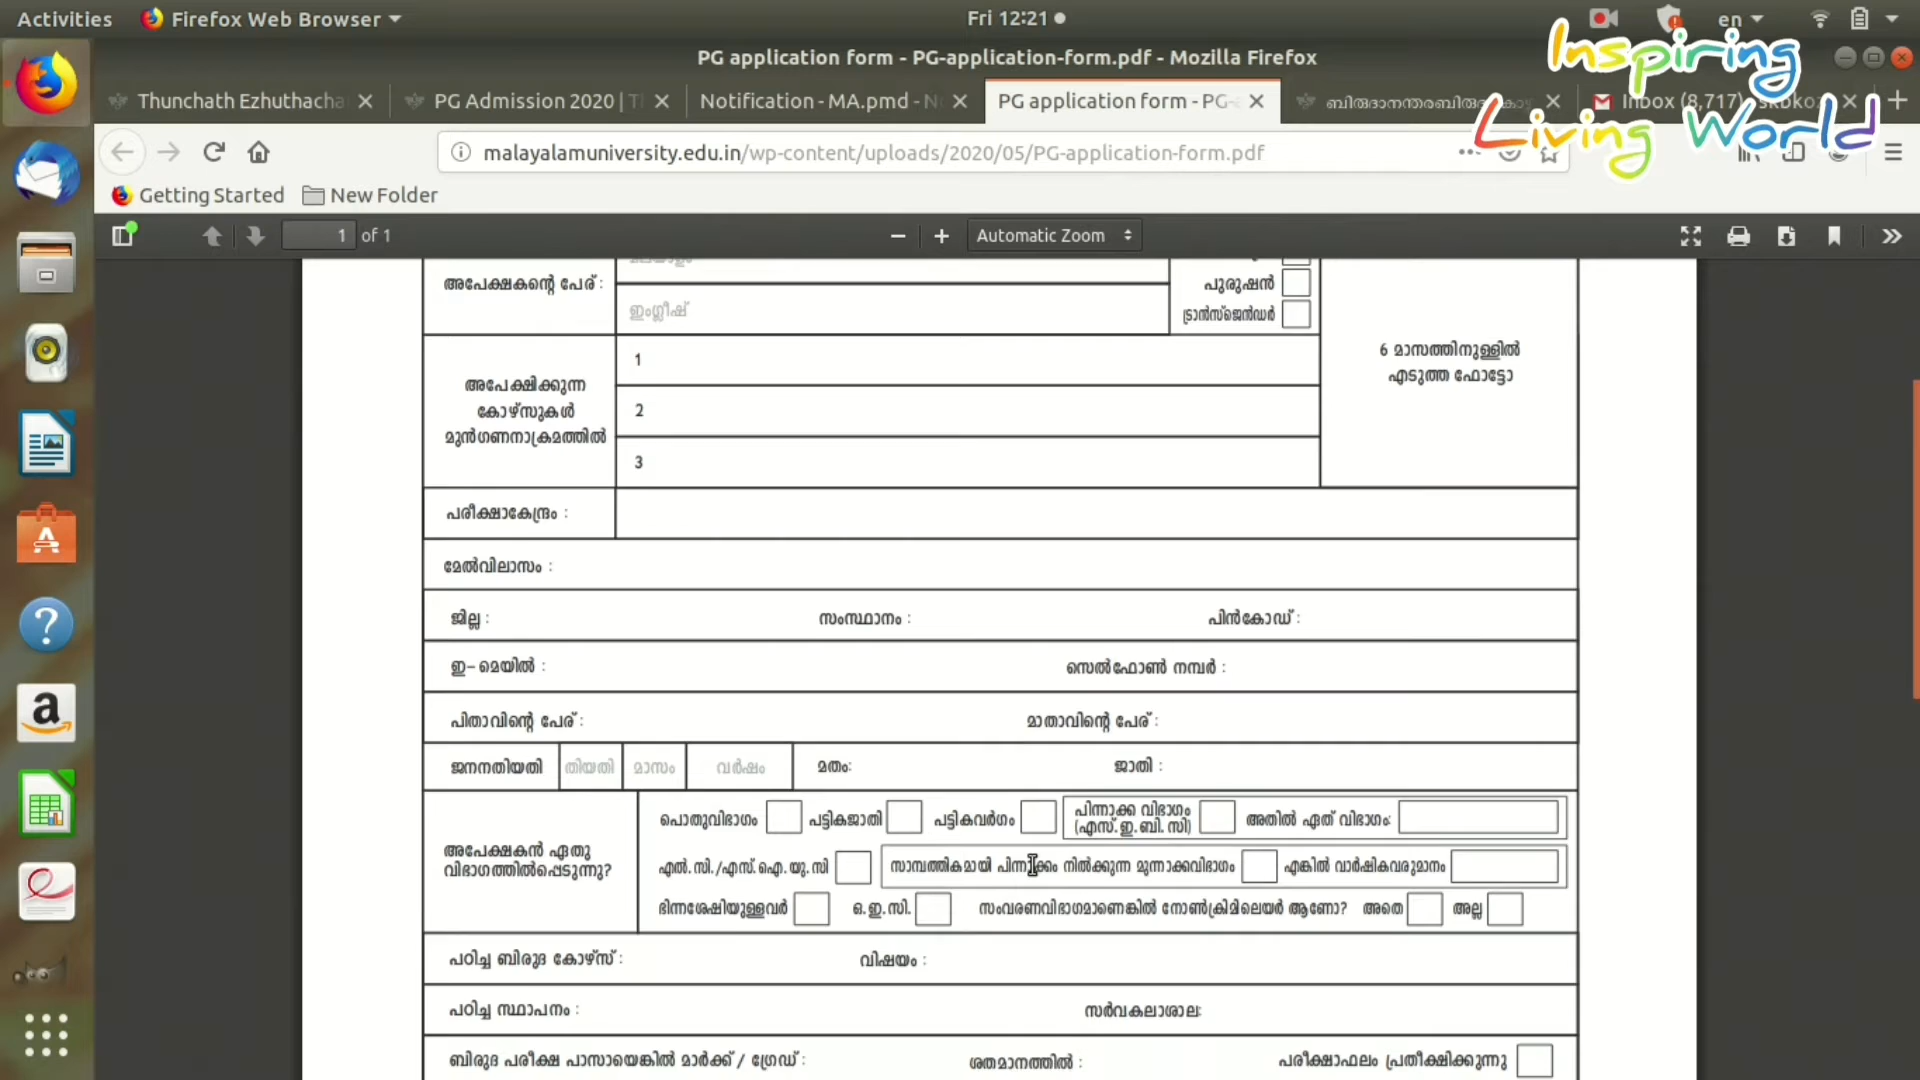 Activities Firefox Web Browser Fri 12:21 en
PG application form - PG-application-form.pdf - Mozilla Firefox
Inspiring
Living World
Thunchath Ezhuthacha PG Admission 2020 | T Notification - MA.pmd - N PG application form - PG- ബിരുദാനന്തരബിരുദ Inbox (8,717)
malayalamuniversity.edu.in/wp-content/uploads/2020/05/PG-application-form.pdf
Getting Started New Folder
1 of 1 Automatic Zoom
മലയാളം
അപേക്ഷകന്റെ പേര് : പുരുഷൻ
ഇംഗ്ലീഷ് ട്രാൻസ്ജെൻഡർ
6 മാസത്തിനുള്ളിൽ
എടുത്ത ഫോട്ടോ
അപേക്ഷിക്കുന്ന
കോഴ്സുകൾ
മുൻഗണനാക്രമത്തിൽ
1
2
3
പരീക്ഷാകേന്ദ്രം :
മേൽവിലാസം :
ജില്ല : സംസ്ഥാനം : പിൻകോഡ് :
ഇ-മെയിൽ : സെൽഫോൺ നമ്പർ :
പിതാവിന്റെ പേര് : മാതാവിന്റെ പേര് :
ജനനതിയതി തിയതി മാസം വർഷം മതം: ജാതി :
അപേക്ഷകൻ ഏതു
വിഭാഗത്തിൽപ്പെടുന്നു?
പൊതുവിഭാഗം പട്ടികജാതി പട്ടികവർഗം പിന്നാക്ക വിഭാഗം
(എസ്.ഇ.ബി.സി) അതിൽ ഏത് വിഭാഗം:
എൽ.സി./എസ്.ഐ.യു.സി സാമ്പത്തികമായി പിന്നാക്കം നിൽക്കുന്ന മുന്നാക്കവിഭാഗം എങ്കിൽ വാർഷികവരുമാനം
ഭിന്നശേഷിയുള്ളവർ ഒ.ഇ.സി. സംവരണവിഭാഗമാണെങ്കിൽ നോൺക്രിമിലെയർ ആണോ? അതെ അല്ല
പഠിച്ച ബിരുദ കോഴ്സ് : വിഷയം :
പഠിച്ച സ്ഥാപനം : സർവകലാശാല:
ബിരുദ പരീക്ഷ പാസായെങ്കിൽ മാർക്ക് / ഗ്രേഡ് : ശതമാനത്തിൽ : പരീക്ഷാഫലം പ്രതീക്ഷിക്കുന്നു